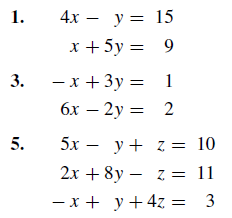 1. 4x − y = 15
x + 5y = 9
3. − x + 3y = 1
6x − 2y = 2
5. 5x − y + z = 10
2x + 8y − z = 11
− x + y + 4z = 3